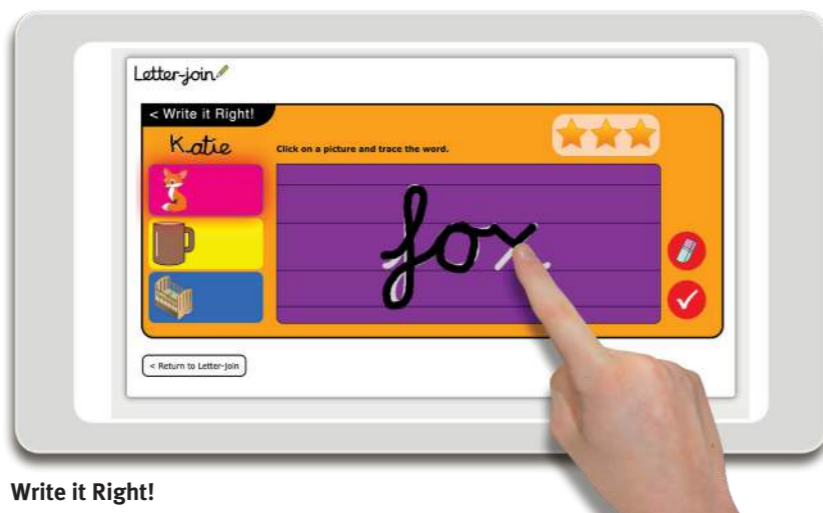 Letter-join
< Write it Right!
Katie
Click on a picture and trace the word.
fox
< Return to Letter-join
Write it Right!